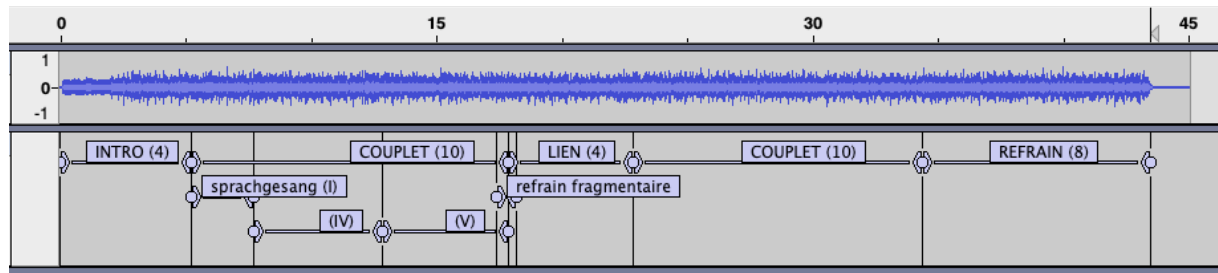 0 15 30 45
1
0
-1
INTRO (4) COUPLET (10) LIEN (4) COUPLET (10) REFRAIN (8)
sprachgesang (I) refrain fragmentaire
(IV) (V)